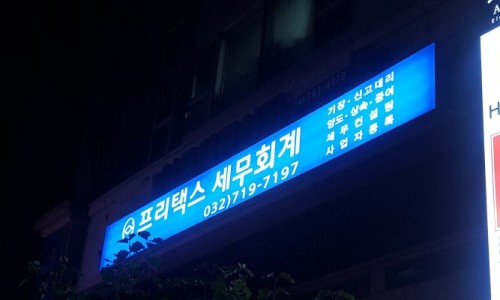 프리택스 세무회계
032)719-7197
기장·신고대리
양도·상속·증여
세무컨설팅
사업자등록